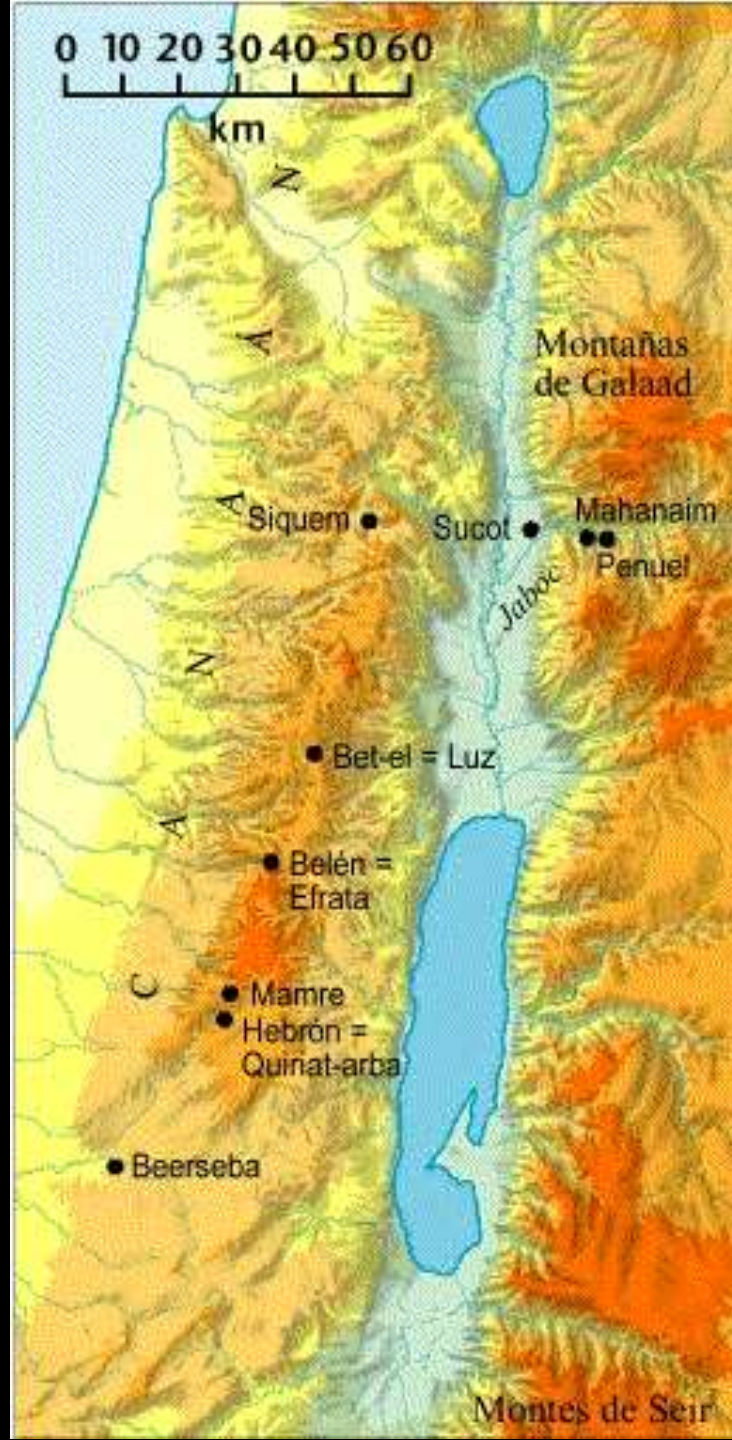 0 10 20 30 40 50 60
km
C A N A Á N
Montañas
de Galaad
Siquem
Sucot
Mahanaim
Penuel
Jaboc
Bet-el = Luz
Belén =
Efrata
Mamre
Hebrón =
Quiriat-arba
Beerseba
Montes de Seir